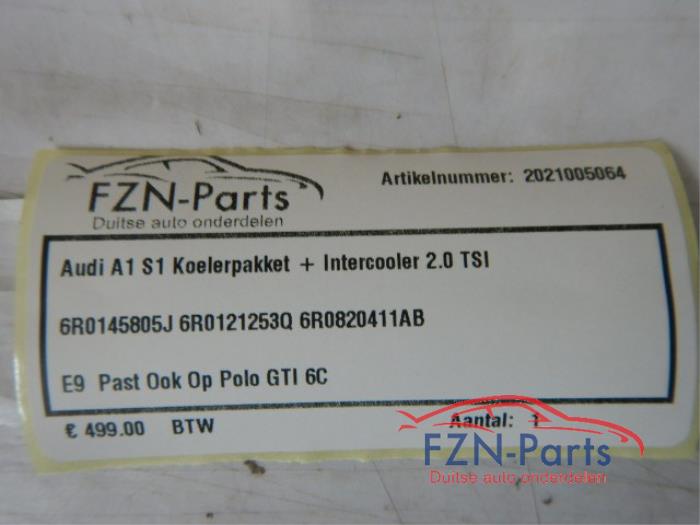 FZN-Parts
Duitse auto onderdelen
Artikelnummer: 2021005064
Audi A1 S1 Koelerpakket + Intercooler 2.0 TSI
6R0145805J 6R0121253Q 6R0820411AB
E9 Past Ook Op Polo GTI 6C
€ 499.00 BTW
Aantal: 1
FZN-Parts
Duitse auto onderdelen